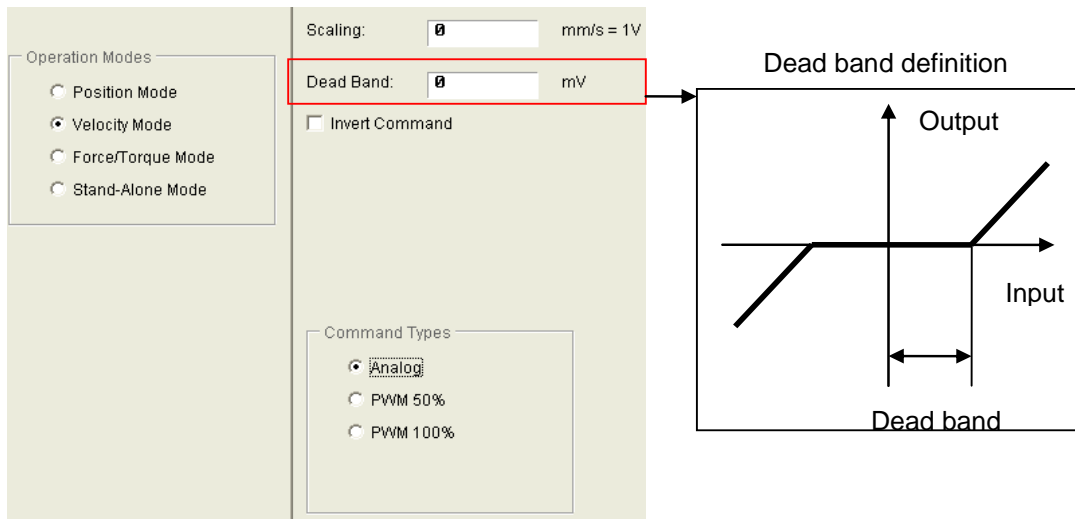 Operation Modes
Position Mode
Velocity Mode
Force/Torque Mode
Stand-Alone Mode
Scaling: 0 mm/s = 1V
Dead Band: 0 mV
Invert Command
Command Types
Analog
PWM 50%
PWM 100%
Dead band definition
Output
Input
Dead band